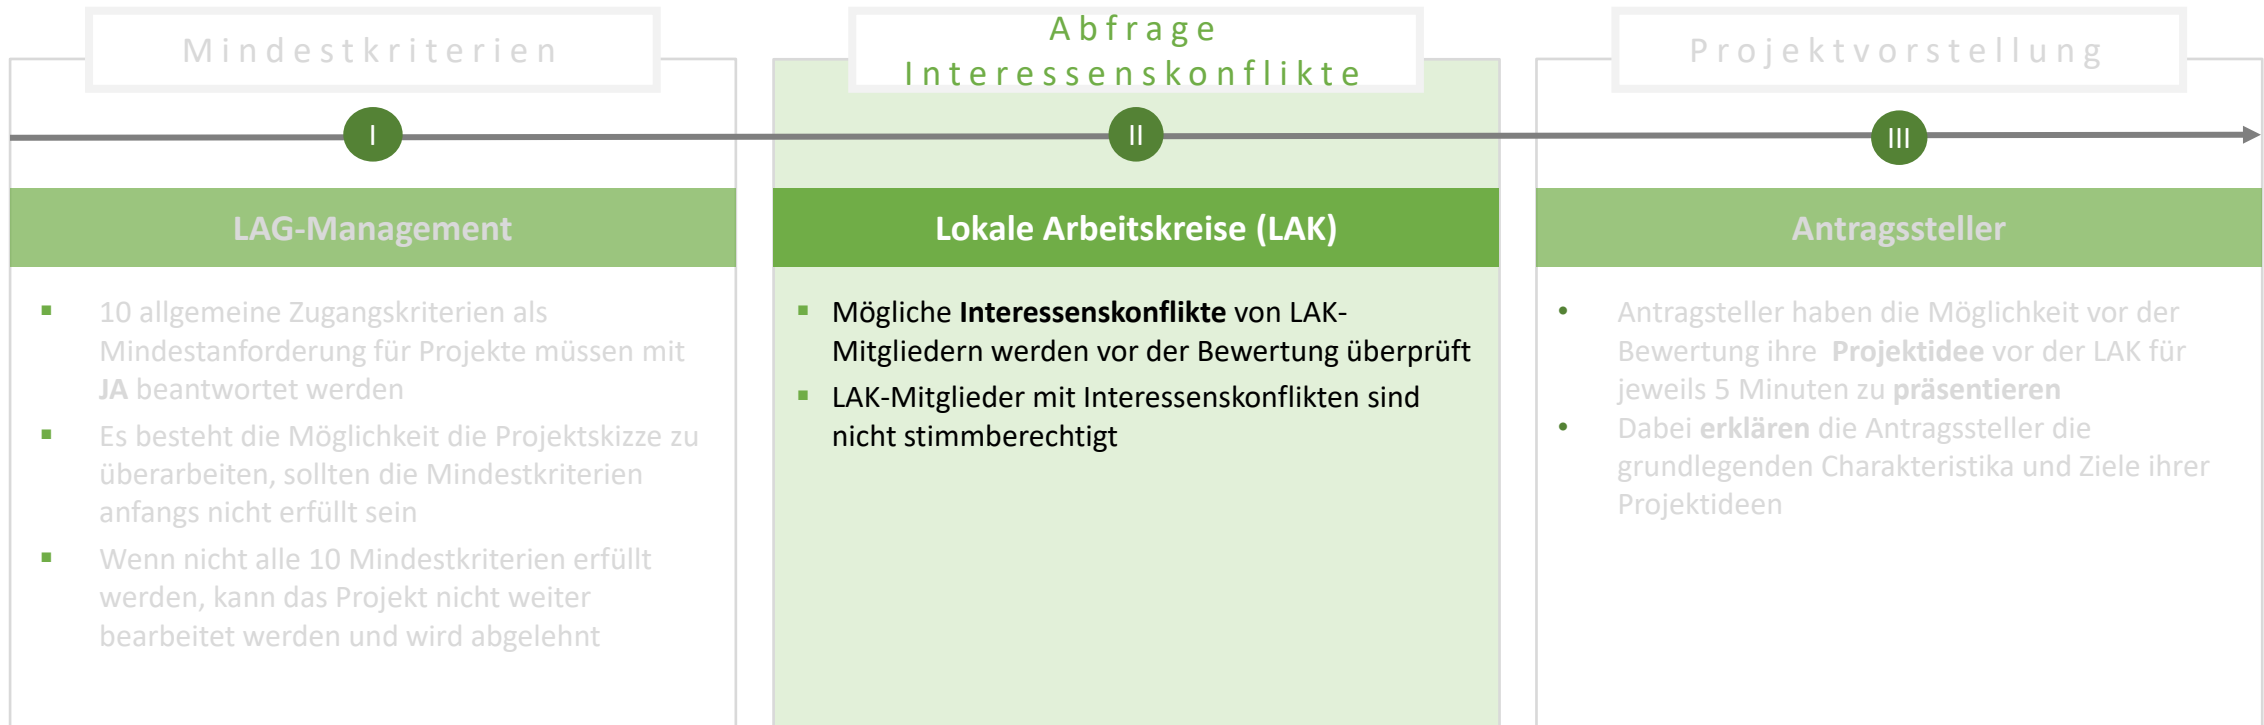 Mindestkriterien
I
LAG-Management
10 allgemeine Zugangskriterien als
Mindestanforderung für Projekte müssen mit
JA beantwortet werden
Es besteht die Möglichkeit die Projektskizze zu
überarbeiten, sollten die Mindestkriterien
anfangs nicht erfüllt sein
Wenn nicht alle 10 Mindestkriterien erfüllt
werden, kann das Projekt nicht weiter
bearbeitet werden und wird abgelehnt
Abfrage
Interessenskonflikte
II
Lokale Arbeitskreise (LAK)
Mögliche Interessenskonflikte von LAK-
Mitgliedern werden vor der Bewertung überprüft
LAK-Mitglieder mit Interessenskonflikten sind
nicht stimmberechtigt
Projektvorstellung
III
Antragssteller
Antragsteller haben die Möglichkeit vor der
Bewertung ihre Projektidee vor der LAK für
jeweils 5 Minuten zu präsentieren
Dabei erklären die Antragssteller die
grundlegenden Charakteristika und Ziele ihrer
Projektideen